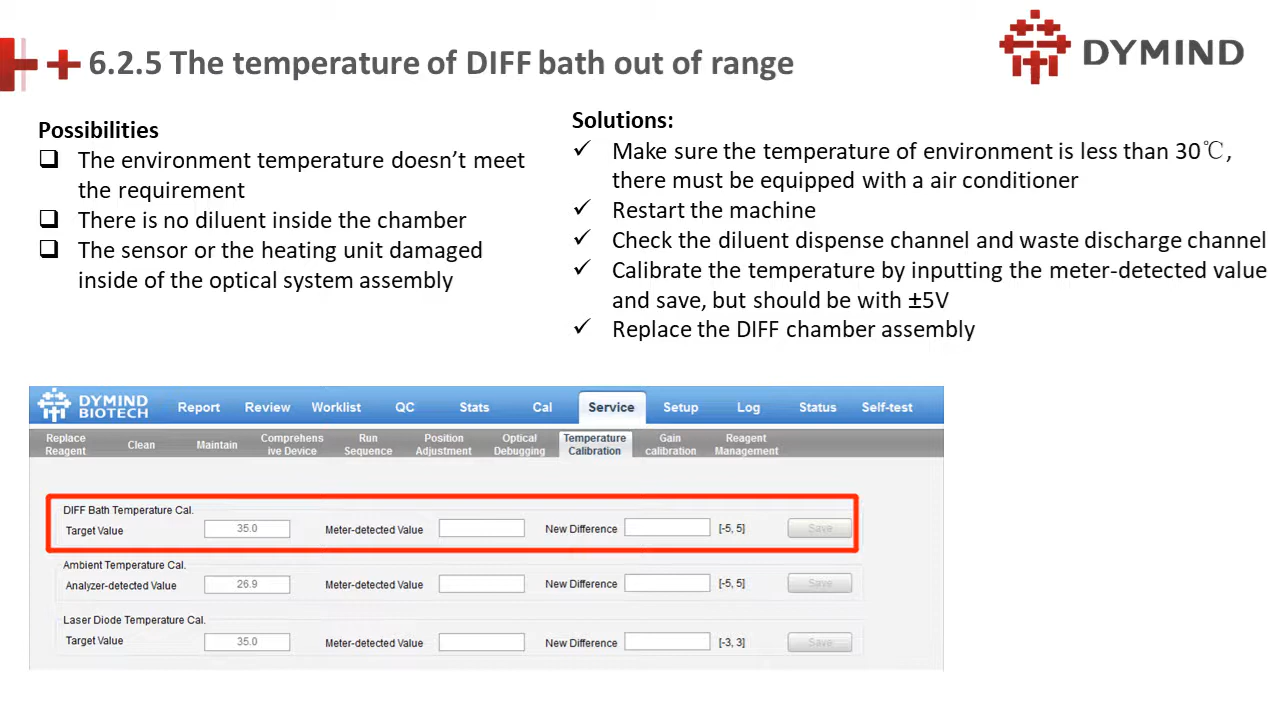 6.2.5 The temperature of DIFF bath out of range
DYMIND
Possibilities
The environment temperature doesn’t meet
the requirement
There is no diluent inside the chamber
The sensor or the heating unit damaged
inside of the optical system assembly
Solutions:
Make sure the temperature of environment is less than 30℃,
there must be equipped with a air conditioner
Restart the machine
Check the diluent dispense channel and waste discharge channel
Calibrate the temperature by inputting the meter-detected value
and save, but should be with ±5V
Replace the DIFF chamber assembly
DYMIND
BIOTECH
Report Review Worklist QC Stats Cal Service Setup Log Status Self-test
Replace
Reagent
Clean
Maintain
Comprehens
ive Device
Run
Sequence
Position
Adjustment
Optical
Debugging
Temperature
Calibration
Gain
calibration
Reagent
Management
DIFF Bath Temperature Cal.
Target Value 35.0 Meter-detected Value New Difference [-5, 5] Save
Ambient Temperature Cal.
Analyzer-detected Value 26.9 Meter-detected Value New Difference [-5, 5] Save
Laser Diode Temperature Cal.
Target Value 35.0 Meter-detected Value New Difference [-3, 3] Save